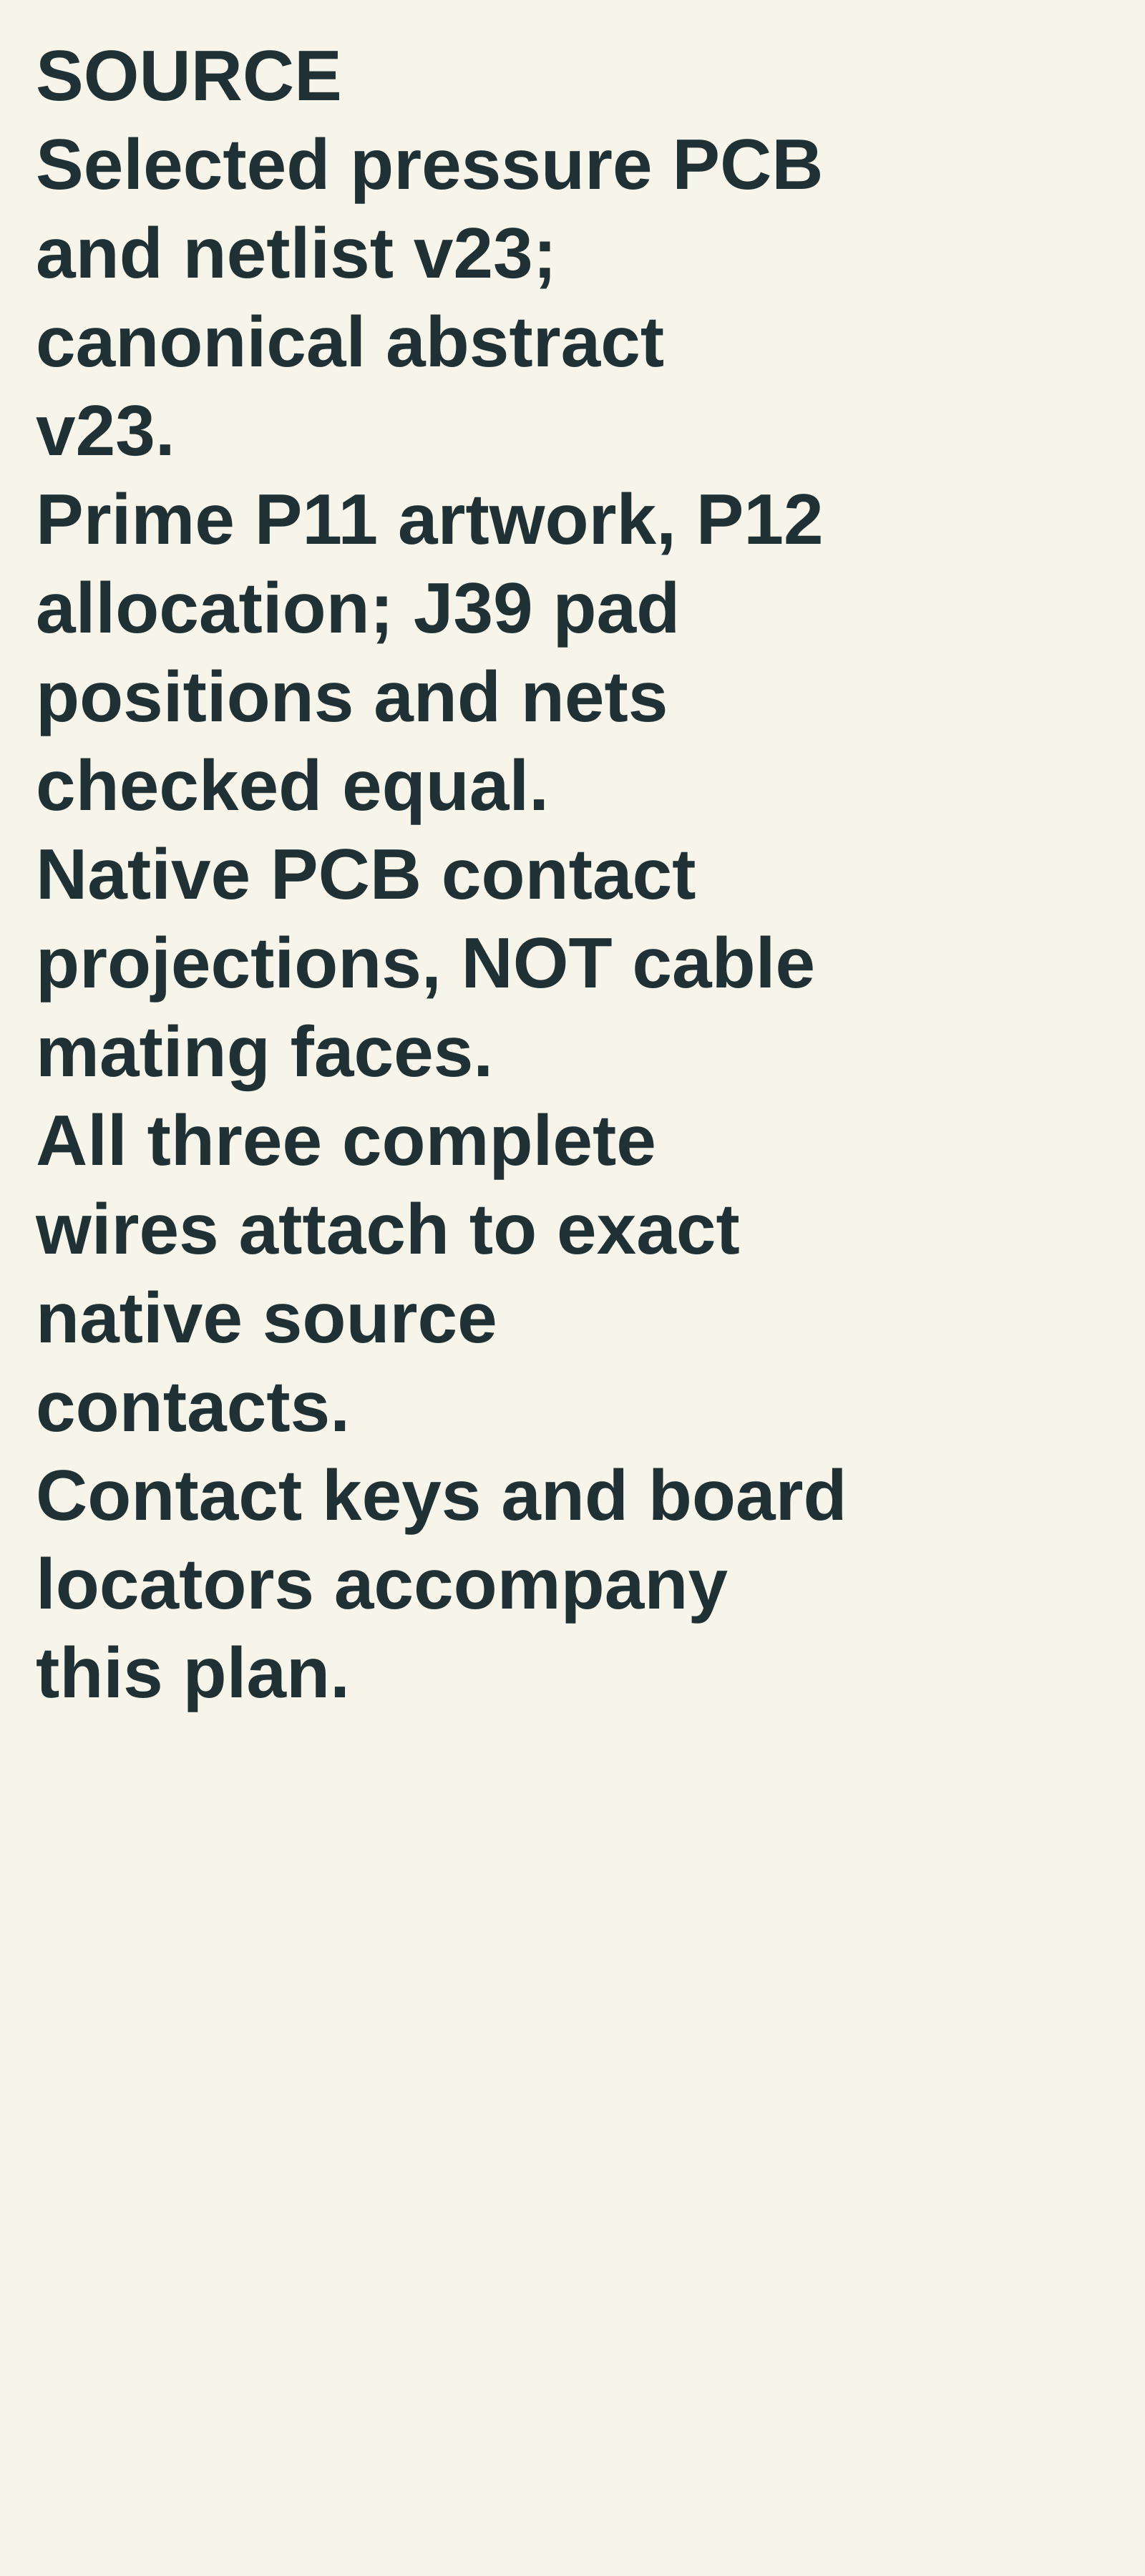 SOURCE
Selected pressure PCB
and netlist v23;
canonical abstract
v23.
Prime P11 artwork, P12
allocation; J39 pad
positions and nets
checked equal.
Native PCB contact
projections, NOT cable
mating faces.
All three complete
wires attach to exact
native source
contacts.
Contact keys and board
locators accompany
this plan.